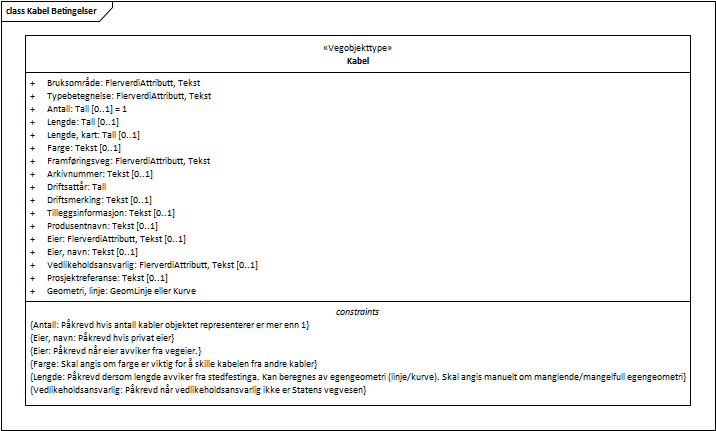 class Kabel Betingelser
«Vegobjekttype»
Kabel
+ Bruksområde: FlerverdiAttributt, Tekst
+ Typebetegnelse: FlerverdiAttributt, Tekst
+ Antall: Tall [0..1] = 1
+ Lengde: Tall [0..1]
+ Lengde, kart: Tall [0..1]
+ Farge: Tekst [0..1]
+ Framføringsveg: FlerverdiAttributt, Tekst
+ Arkivnummer: Tekst [0..1]
+ Driftsattår: Tall
+ Driftsmerking: Tekst [0..1]
+ Tilleggsinformasjon: Tekst [0..1]
+ Produsentnavn: Tekst [0..1]
+ Eier: FlerverdiAttributt, Tekst [0..1]
+ Eier, navn: Tekst [0..1]
+ Vedlikeholdsansvarlig: FlerverdiAttributt, Tekst [0..1]
+ Prosjektreferanse: Tekst [0..1]
+ Geometri, linje: GeomLinje eller Kurve
constraints
{Antall: Påkrevd hvis antall kabler objektet representerer er mer enn 1}
{Eier, navn: Påkrevd hvis privat eier}
{Eier: Påkrevd når eier avviker fra vegeier.}
{Farge: Skal angis om farge er viktig for å skille kabelen fra andre kabler}
{Lengde: Påkrevd dersom lengde avviker fra stedfestinga. Kan beregnes av egengeometri (linje/kurve). Skal angis manuelt om manglende/mangelfull egengeometri}
{Vedlikeholdsansvarlig: Påkrevd når vedlikeholdsansvarlig ikke er Statens vegvesen}